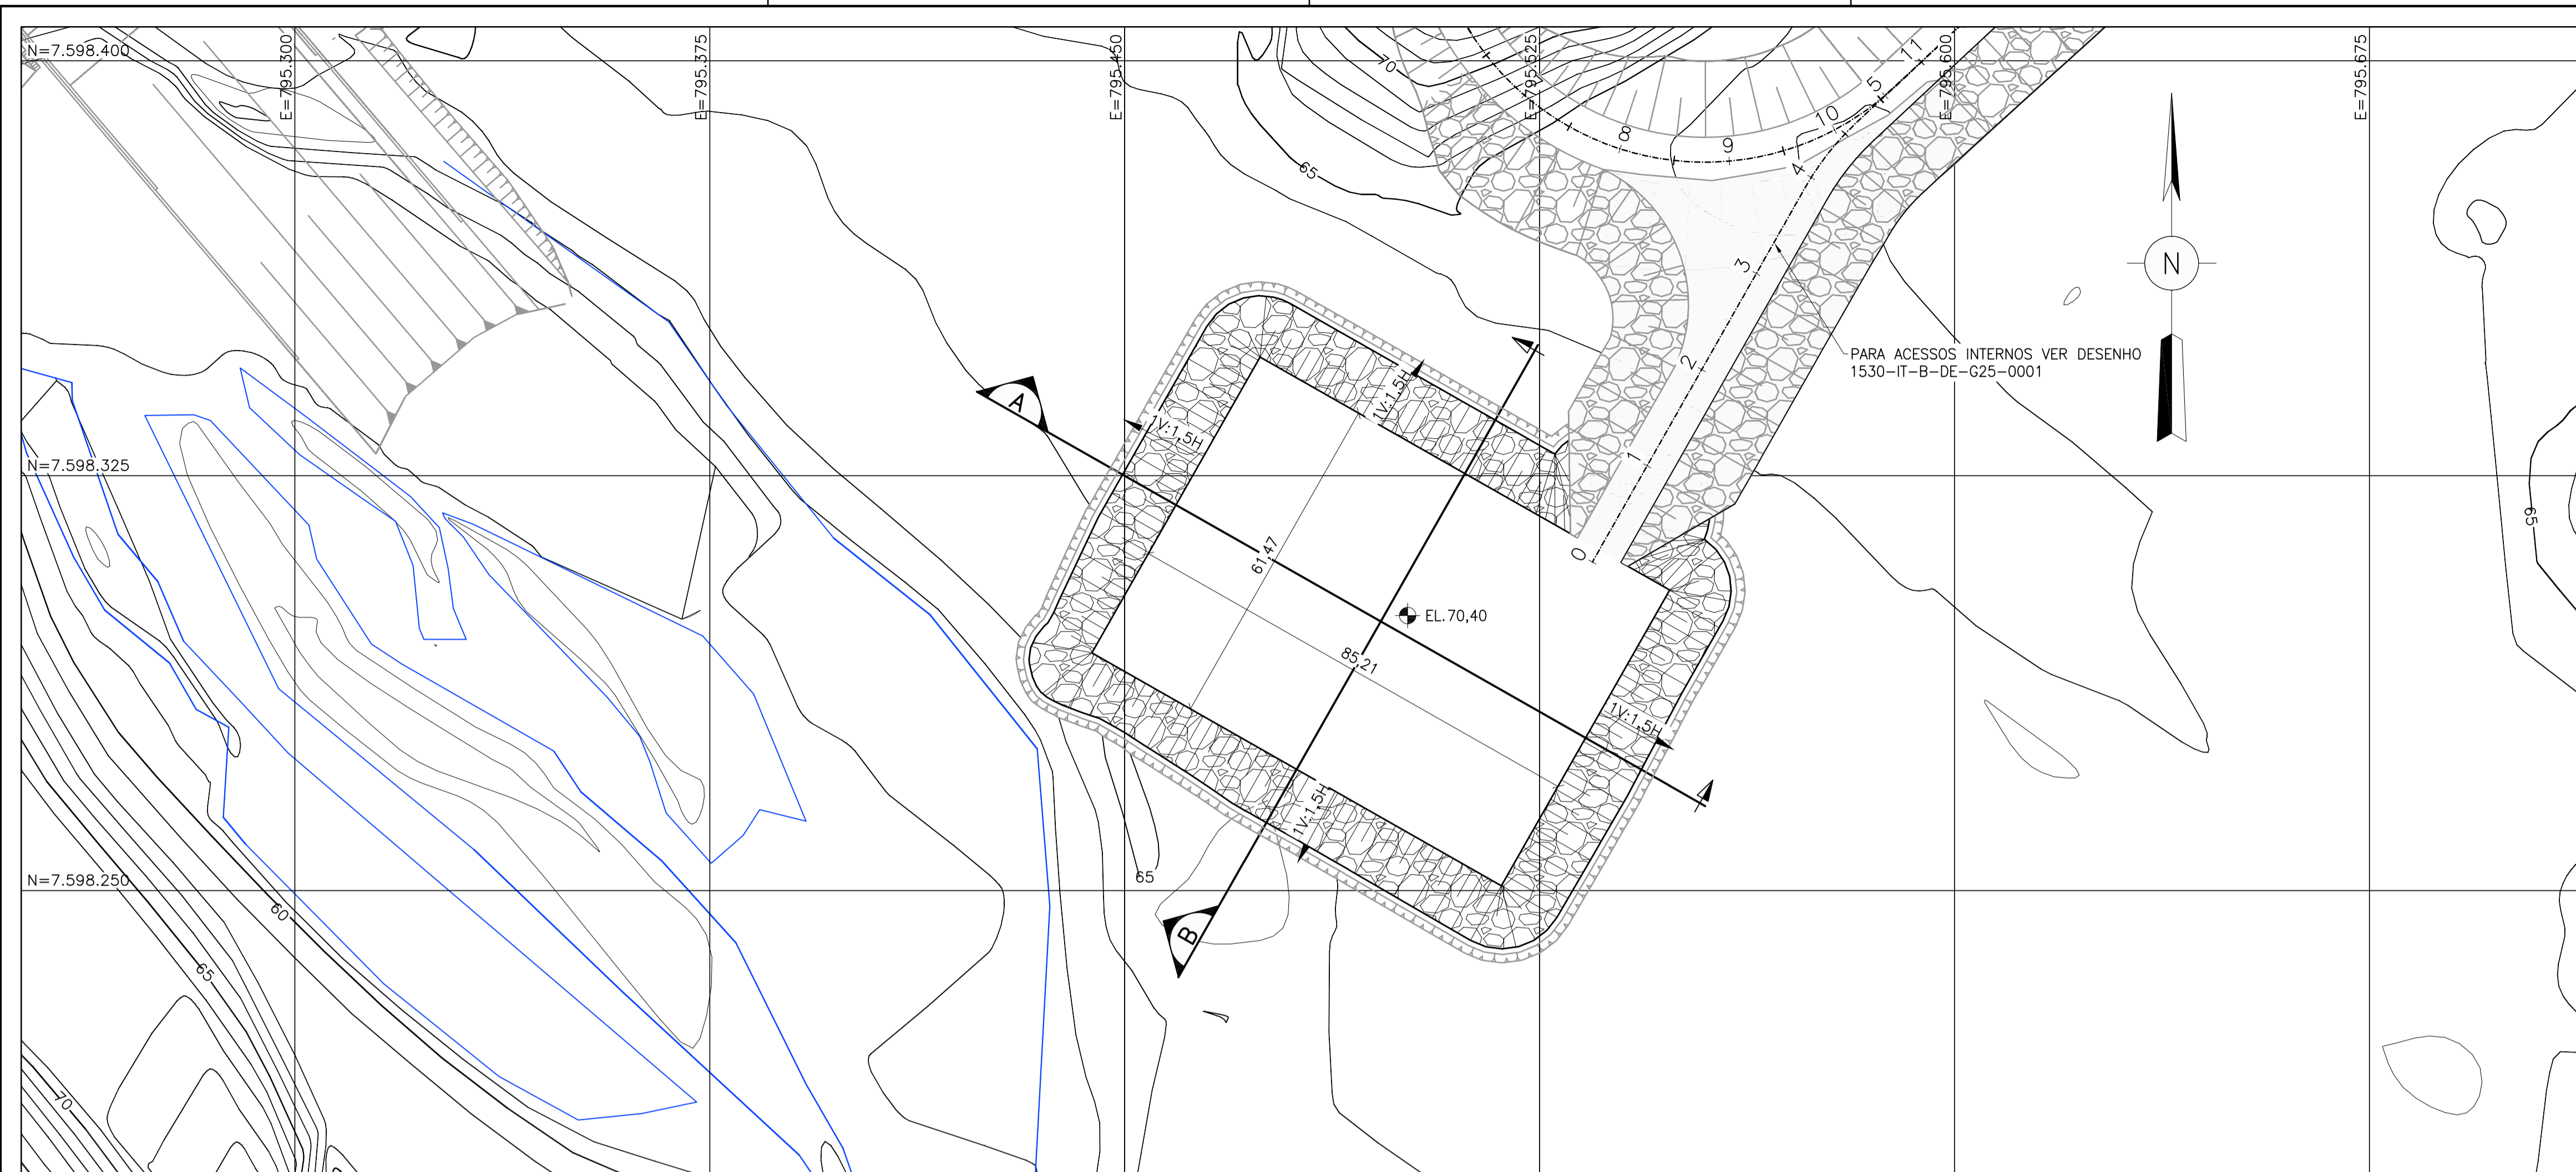 N=7.598.400
E=795.300
E=795.375
E=795.450
E=795.525
E=795.600
E=795.675
70
65
11
5
10
4
9
8
3
2
1
0
N
PARA ACESSOS INTERNOS VER DESENHO
1530-IT-B-DE-G25-0001
A
1V:1,5H
1V:1,5H
N=7.598.325
61,47
EL.70,40
85,21
65
1V:1,5H
1V:1,5H
N=7.598.250
65
60
B
65
70